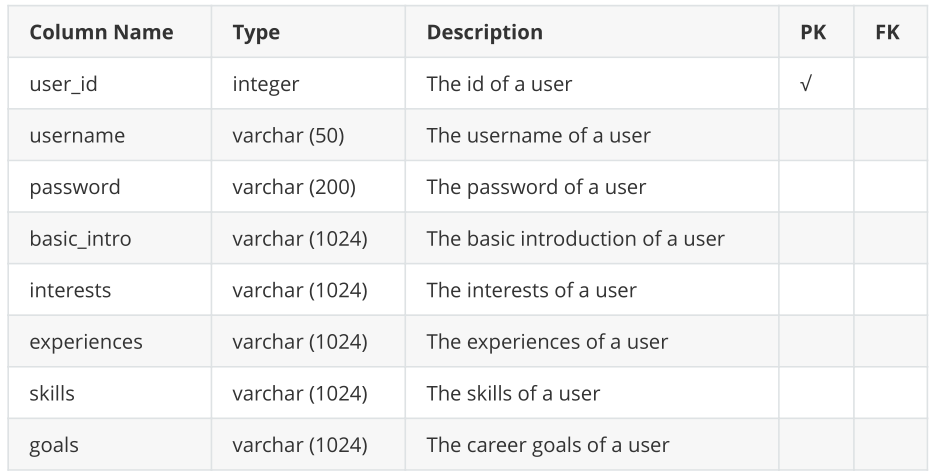 Column Name Type Description PK FK
user_id integer The id of a user √
username varchar (50) The username of a user
password varchar (200) The password of a user
basic_intro varchar (1024) The basic introduction of a user
interests varchar (1024) The interests of a user
experiences varchar (1024) The experiences of a user
skills varchar (1024) The skills of a user
goals varchar (1024) The career goals of a user